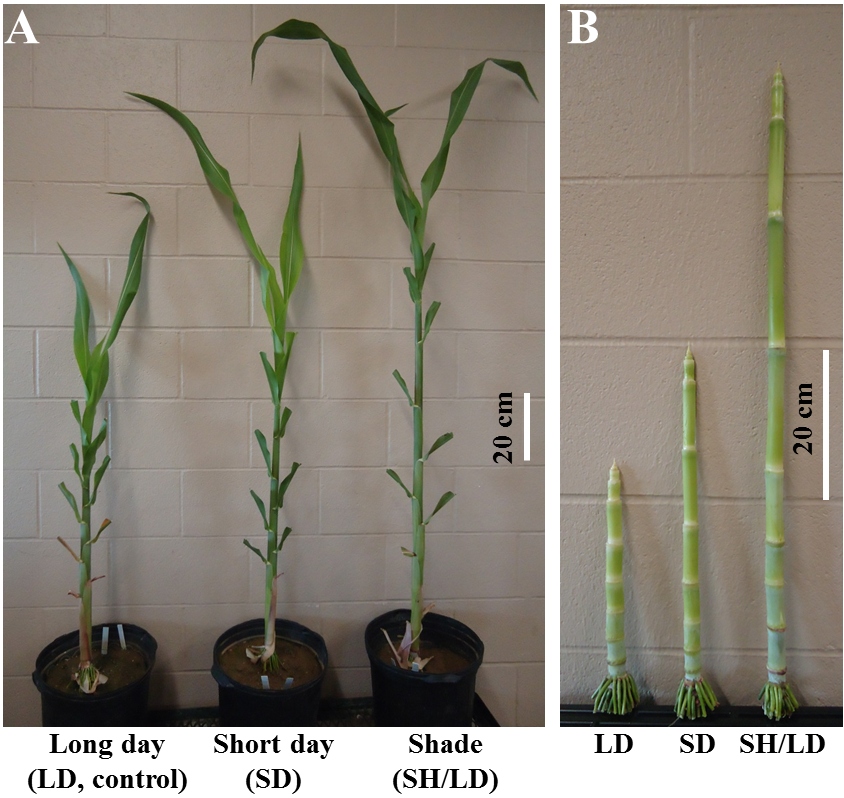 A
B
20 cm
20 cm
Long day
(LD, control)
Short day
(SD)
Shade
(SH/LD)
LD
SD
SH/LD